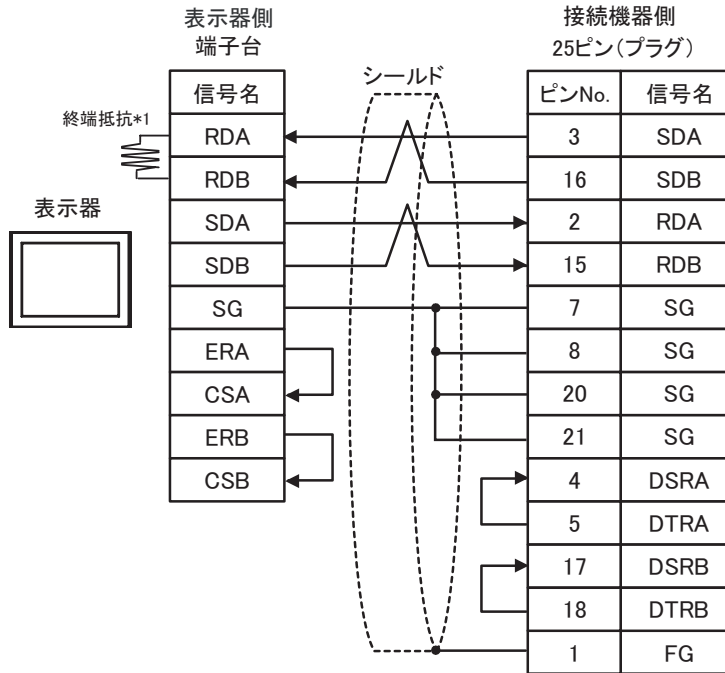 表示器側
端子台
接続機器側
25ピン（プラグ）
シールド
終端抵抗*1
表示器
信号名
RDA
RDB
SDA
SDB
SG
ERA
CSA
ERB
CSB
ピンNo. 信号名
3 SDA
16 SDB
2 RDA
15 RDB
7 SG
8 SG
20 SG
21 SG
4 DSRA
5 DTRA
17 DSRB
18 DTRB
1 FG